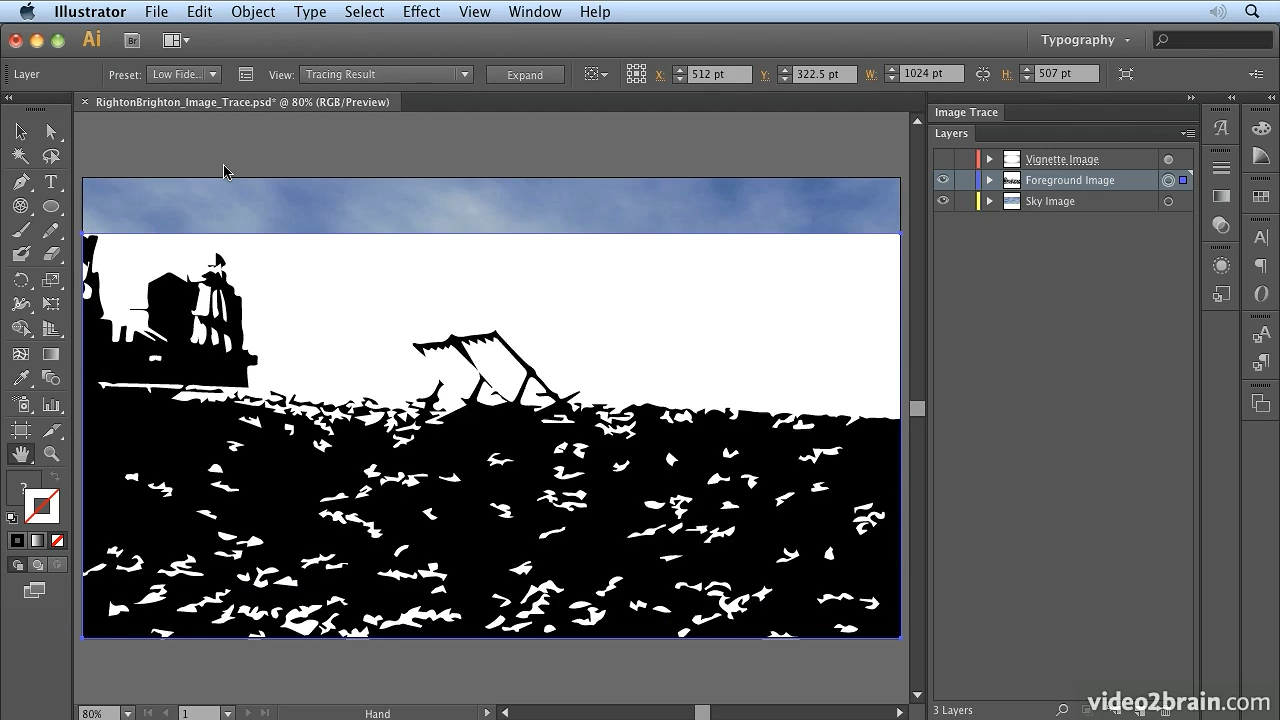 Illustrator File Edit Object Type Select Effect View Window Help
Ai Br Typography
Layer Preset: Low Fide... View: Tracing Result Expand X: 512 pt Y: 322.5 pt W: 1024 pt H: 507 pt
× RightonBrighton_Image_Trace.psd* @ 80% (RGB/Preview)
Image Trace
Layers
Vignette Image
Foreground Image
Sky Image
?
80% 1 Hand
3 Layers
video2brain.com